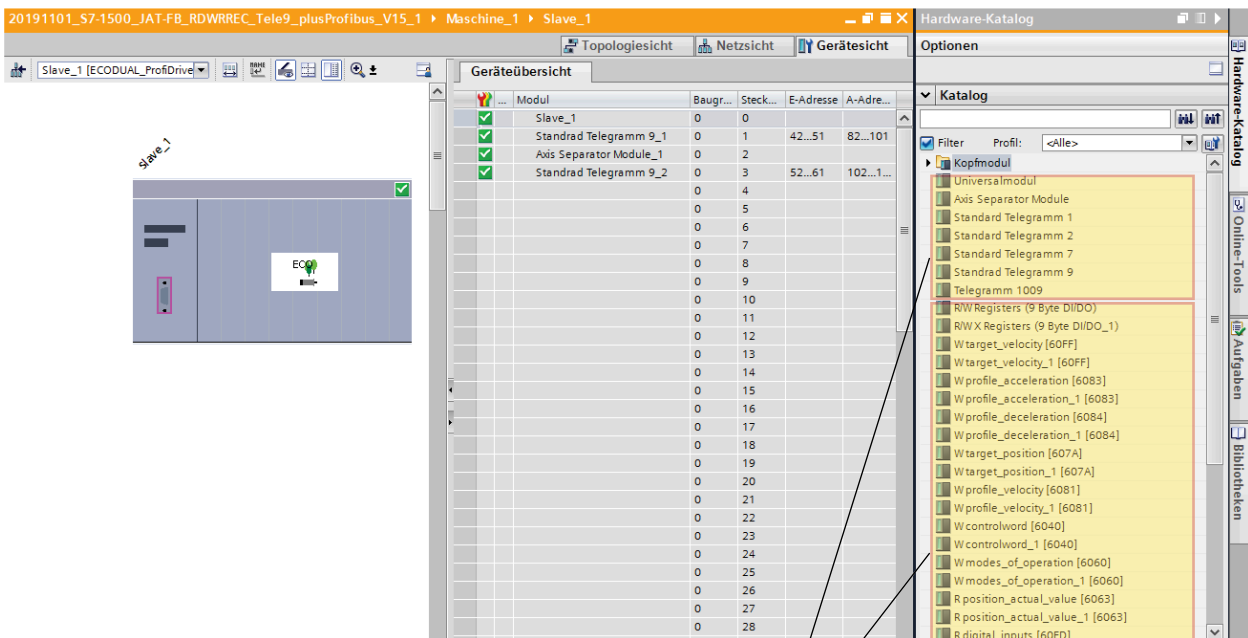 20191101_S7-1500_JAT-FB_RDWRREC_Tele9_plusProfibus_V15_1 ▸ Maschine_1 ▸ Slave_1
Topologiesicht Netzsicht Gerätesicht
Slave_1 [ECODUAL_ProfiDrive
Slave_1
ECO
Geräteübersicht
... Modul Baugr... Steck... E-Adresse A-Adre...
Slave_1 0 0
Standrad Telegramm 9_1 0 1 42...51 82...101
Axis Separator Module_1 0 2
Standrad Telegramm 9_2 0 3 52...61 102...1...
0 4
0 5
0 6
0 7
0 8
0 9
0 10
0 11
0 12
0 13
0 14
0 15
0 16
0 17
0 18
0 19
0 20
0 21
0 22
0 23
0 24
0 25
0 26
0 27
0 28
Hardware-Katalog
Optionen
Katalog
Filter Profil: <Alle>
Kopfmodul
Universalmodul
Axis Separator Module
Standard Telegramm 1
Standard Telegramm 2
Standard Telegramm 7
Standrad Telegramm 9
Telegramm 1009
R/W Registers (9 Byte DI/DO)
R/W X Registers (9 Byte DI/DO_1)
W target_velocity [60FF]
W target_velocity_1 [60FF]
W profile_acceleration [6083]
W profile_acceleration_1 [6083]
W profile_deceleration [6084]
W profile_deceleration_1 [6084]
W target_position [607A]
W target_position_1 [607A]
W profile_velocity [6081]
W profile_velocity_1 [6081]
W controlword [6040]
W controlword_1 [6040]
W modes_of_operation [6060]
W modes_of_operation_1 [6060]
R position_actual_value [6063]
R position_actual_value_1 [6063]
R digital_inputs [60FD]
Hardware-Katalog
Online-Tools
Aufgaben
Bibliotheken